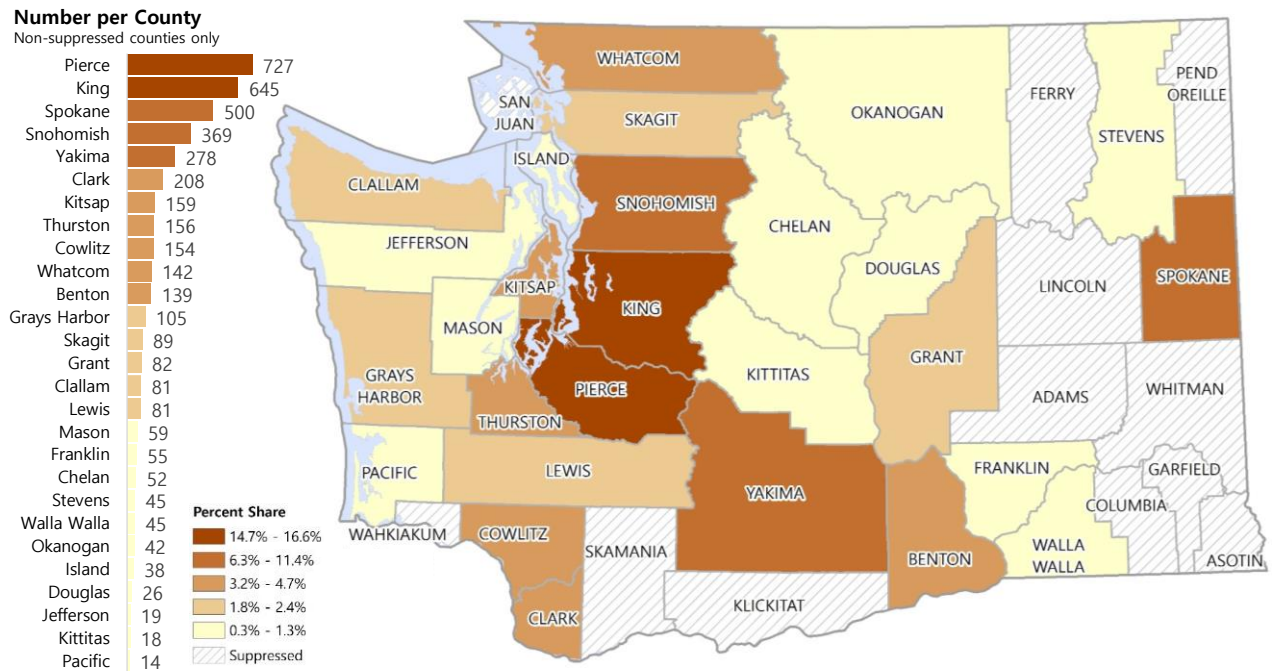 Number per County
Non-suppressed counties only
Pierce 727
King 645
Spokane 500
Snohomish 369
Yakima 278
Clark 208
Kitsap 159
Thurston 156
Cowlitz 154
Whatcom 142
Benton 139
Grays Harbor 105
Skagit 89
Grant 82
Clallam 81
Lewis 81
Mason 59
Franklin 55
Chelan 52
Stevens 45
Walla Walla 45
Okanogan 42
Island 38
Douglas 26
Jefferson 19
Kittitas 18
Pacific 14
Percent Share
14.7% - 16.6%
6.3% - 11.4%
3.2% - 4.7%
1.8% - 2.4%
0.3% - 1.3%
Suppressed
WHATCOM
SAN
JUAN
SKAGIT
ISLAND
OKANOGAN
FERRY
PEND
OREILLE
STEVENS
CLALLAM
SNOHOMISH
JEFFERSON
CHELAN
DOUGLAS
LINCOLN
SPOKANE
KITSAP
KING
MASON
GRANT
KITTITAS
GRAYS
HARBOR
PIERCE
ADAMS
WHITMAN
THURSTON
PACIFIC
LEWIS
YAKIMA
FRANKLIN
GARFIELD
COLUMBIA
WAHKIAKUM
COWLITZ
SKAMANIA
BENTON
WALLA
WALLA
ASOTIN
KLICKITAT
CLARK